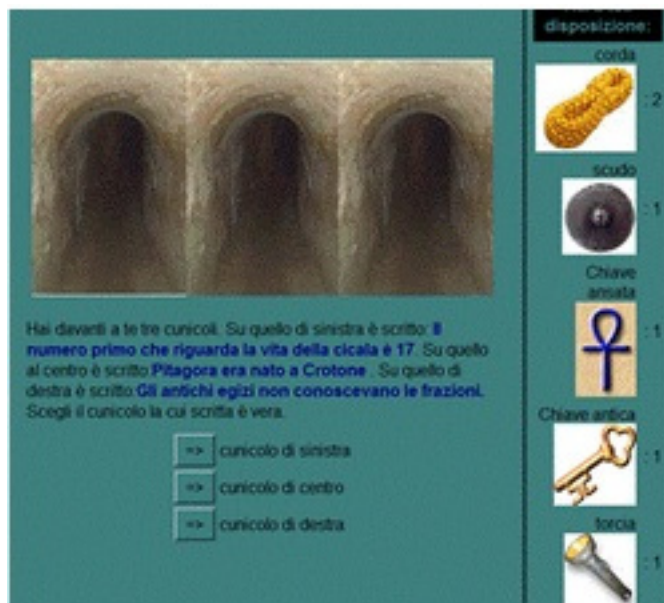 disposizione:
corda
: 2
scudo
: 1
Chiave
ansata
: 1
Chiave antica
: 1
torcia
: 1
Hai davanti a te tre cunicoli. Su quello di sinistra è scritto: Il
numero primo che riguarda la vita della cicala è 17. Su quello
al centro è scritto:Pitagora era nato a Crotone . Su quello di
destra è scritto:Gli antichi egizi non conoscevano le frazioni.
Scegli il cunicolo la cui scritta è vera.
=> cunicolo di sinistra
=> cunicolo di centro
=> cunicolo di destra